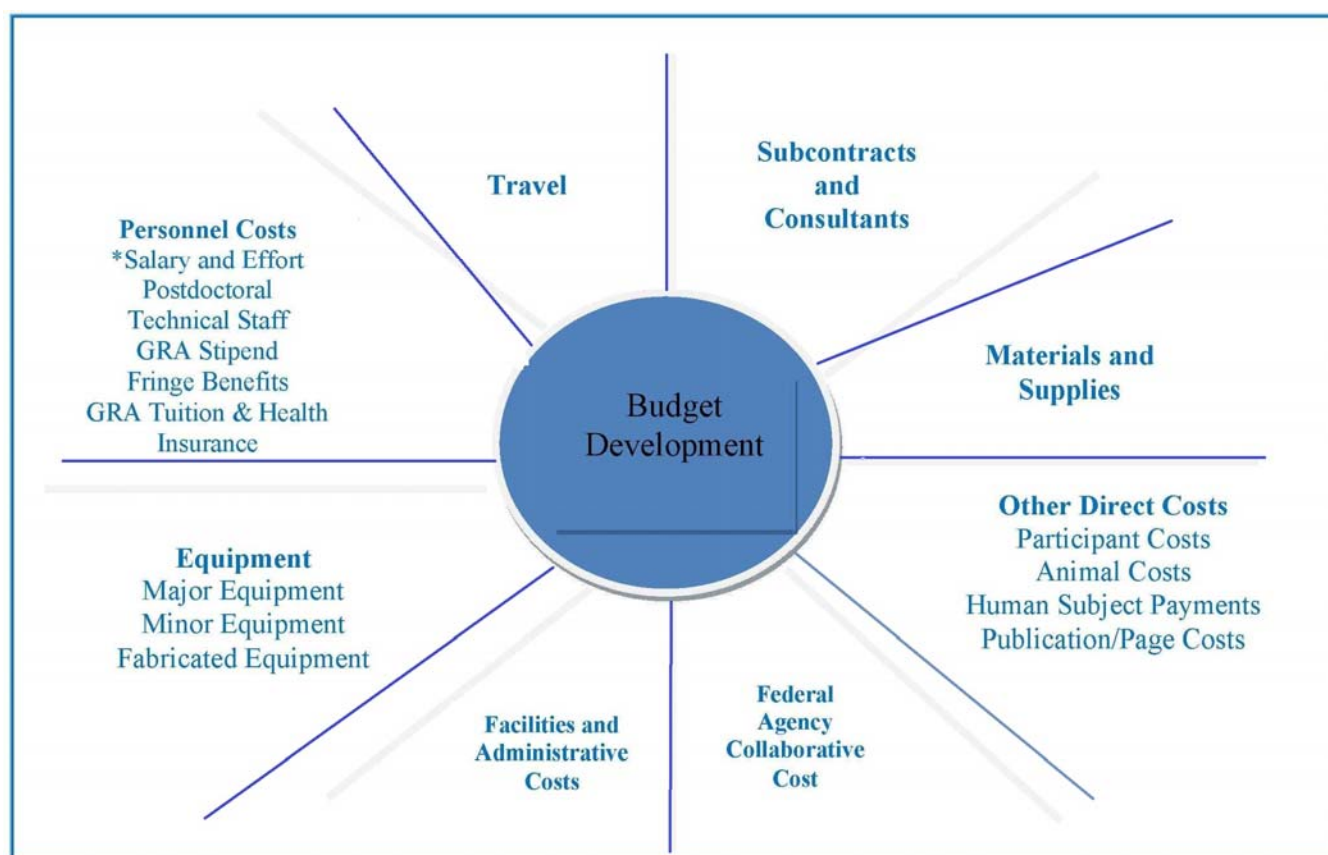 Travel
Subcontracts
and
Consultants
Personnel Costs
*Salary and Effort
Postdoctoral
Technical Staff
GRA Stipend
Fringe Benefits
GRA Tuition & Health
Insurance
Materials and
Supplies
Budget
Development
Other Direct Costs
Participant Costs
Animal Costs
Human Subject Payments
Publication/Page Costs
Equipment
Major Equipment
Minor Equipment
Fabricated Equipment
Facilities and
Administrative
Costs
Federal
Agency
Collaborative
Cost